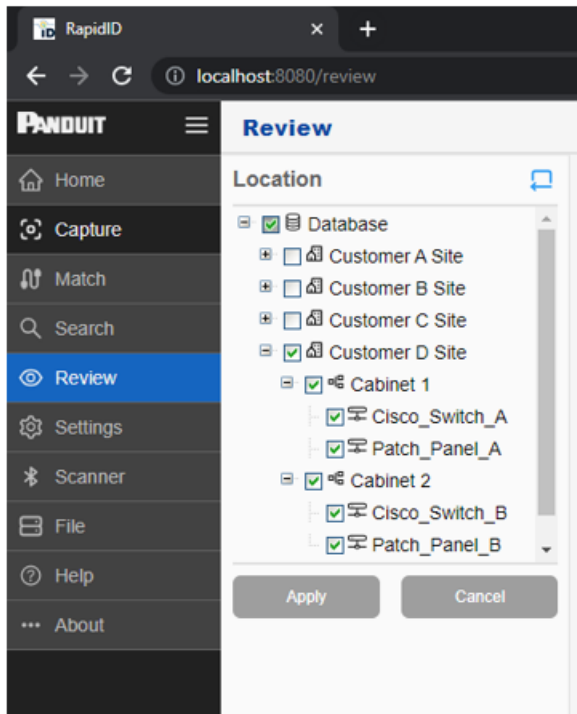 RapidID
localhost:8080/review
PANDUIT
Review
Home
Capture
Match
Search
Review
Settings
Scanner
File
Help
About
Location
Database
Customer A Site
Customer B Site
Customer C Site
Customer D Site
Cabinet 1
Cisco_Switch_A
Patch_Panel_A
Cabinet 2
Cisco_Switch_B
Patch_Panel_B
Apply
Cancel